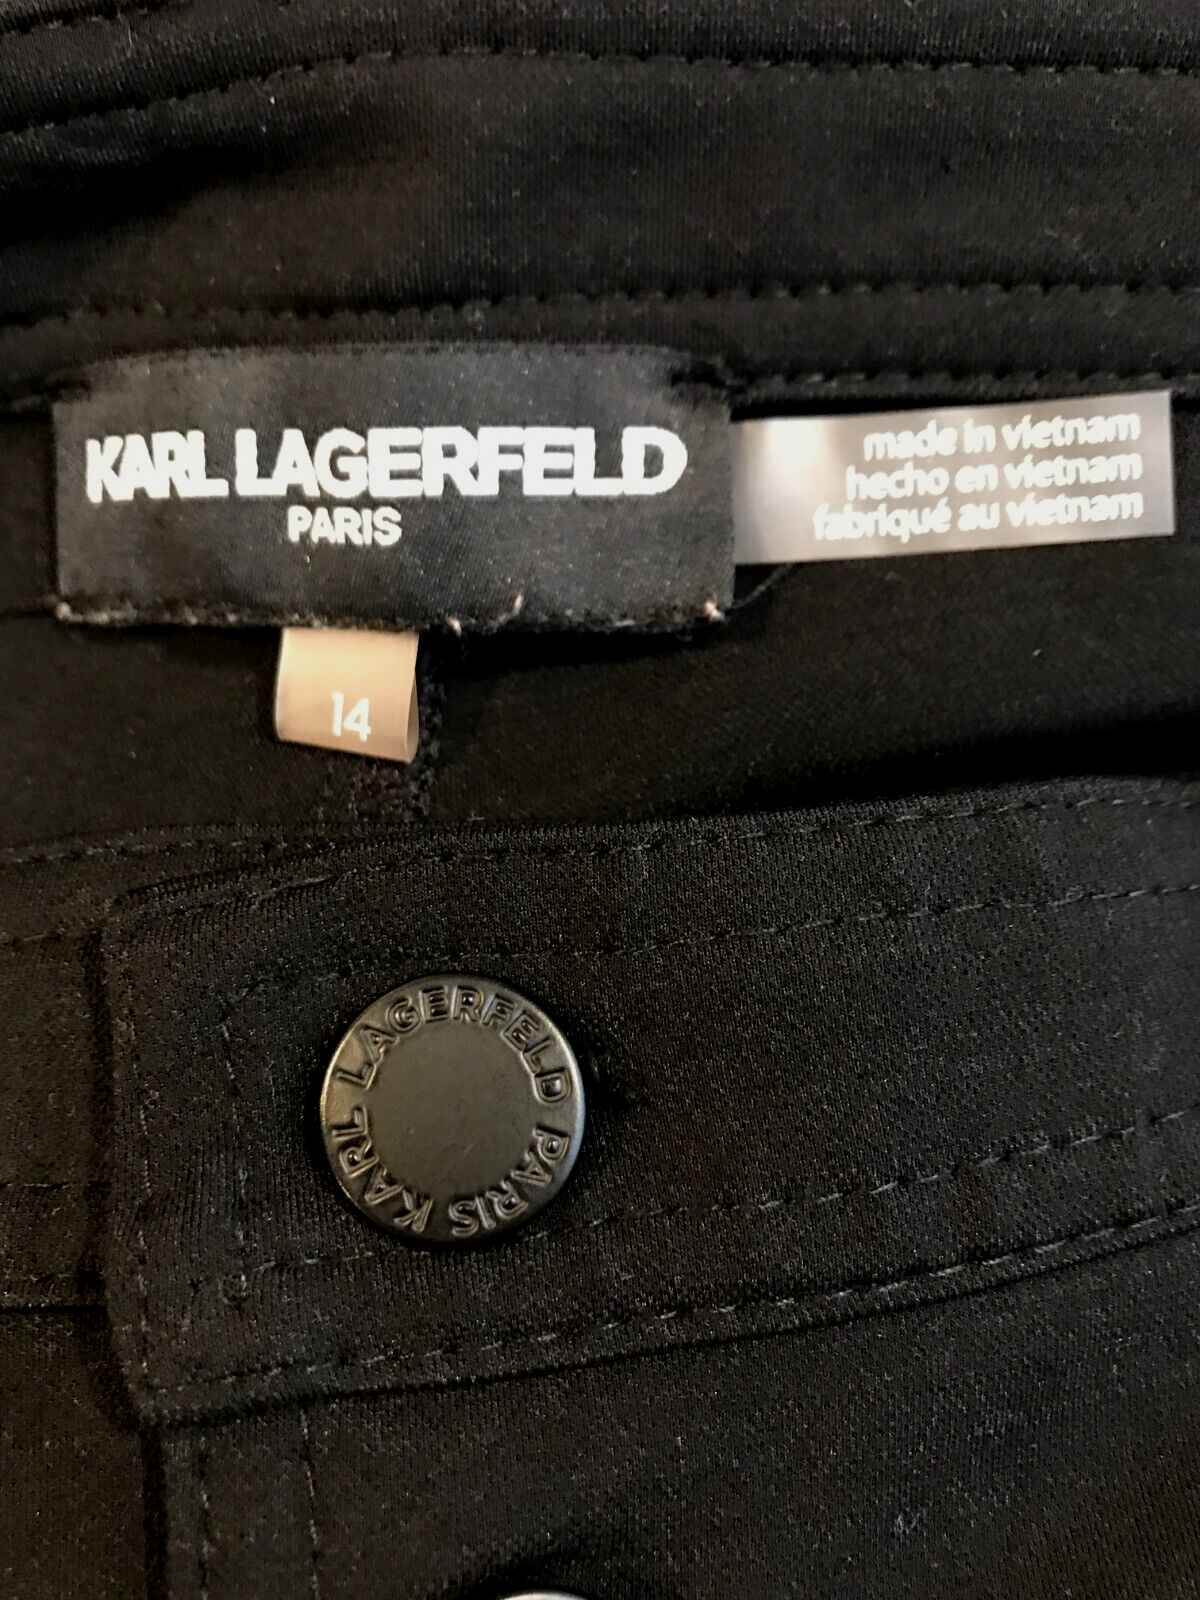 KARL LAGERFELD
PARIS
made in vietnam
hecho en vietnam
fabriqué au vietnam
14
KARL LAGERFELD PARIS